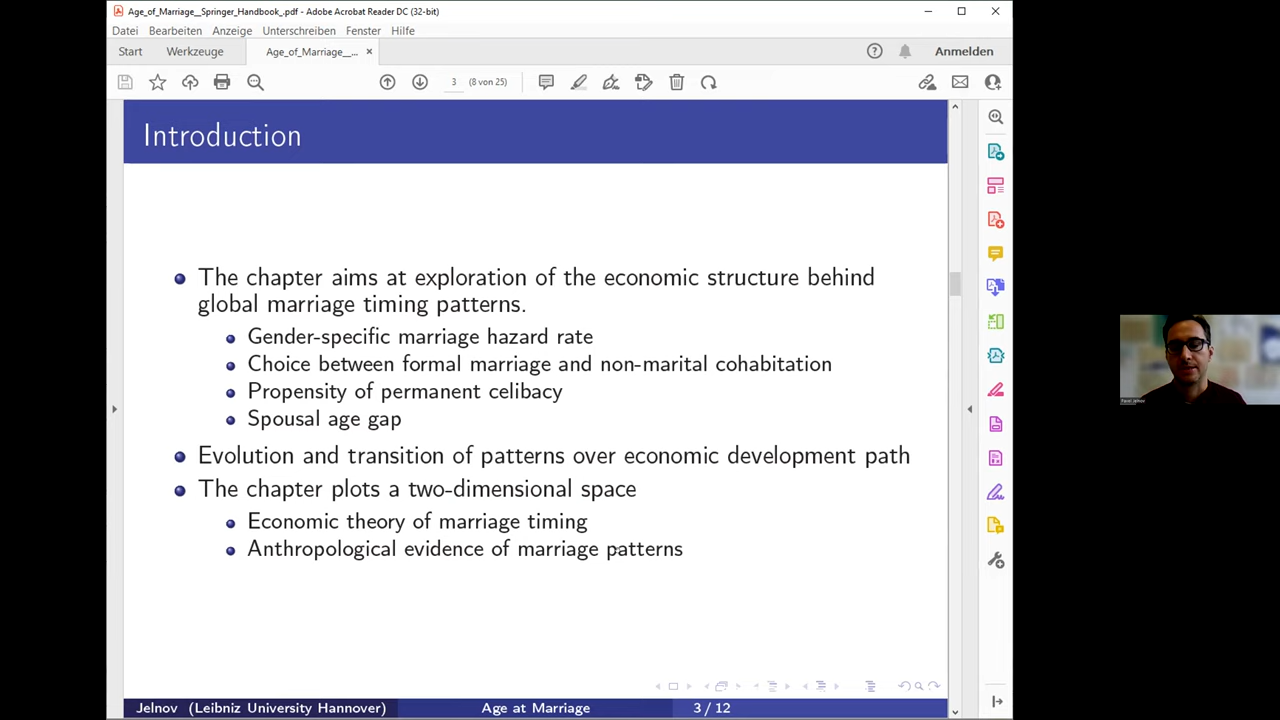 Age_of_Marriage__Springer_Handbook_.pdf - Adobe Acrobat Reader DC (32-bit)
Datei Bearbeiten Anzeige Unterschreiben Fenster Hilfe
Start Werkzeuge Age_of_Marriage__... Anmelden
3 (8 von 25)
Introduction
The chapter aims at exploration of the economic structure behind
global marriage timing patterns.
Gender-specific marriage hazard rate
Choice between formal marriage and non-marital cohabitation
Propensity of permanent celibacy
Spousal age gap
Evolution and transition of patterns over economic development path
The chapter plots a two-dimensional space
Economic theory of marriage timing
Anthropological evidence of marriage patterns
Jelnov (Leibniz University Hannover) Age at Marriage 3 / 12